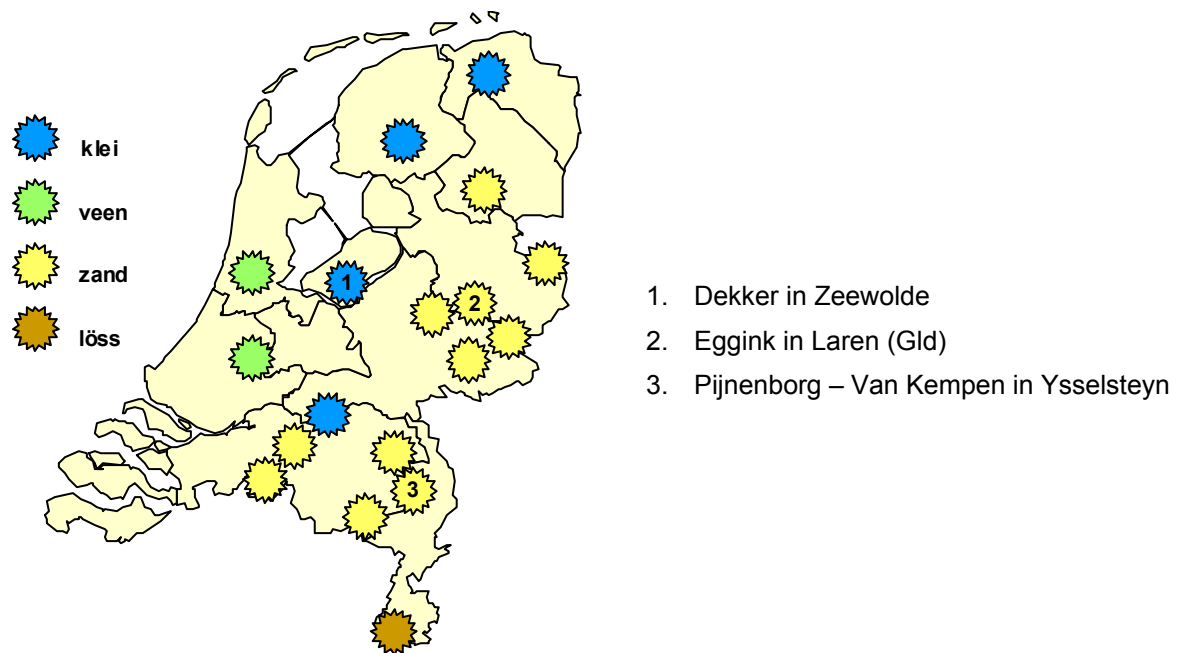 klei
veen
zand
löss
1
2
3
1. Dekker in Zeewolde
2. Eggink in Laren (Gld)
3. Pijnenborg – Van Kempen in Ysselsteyn